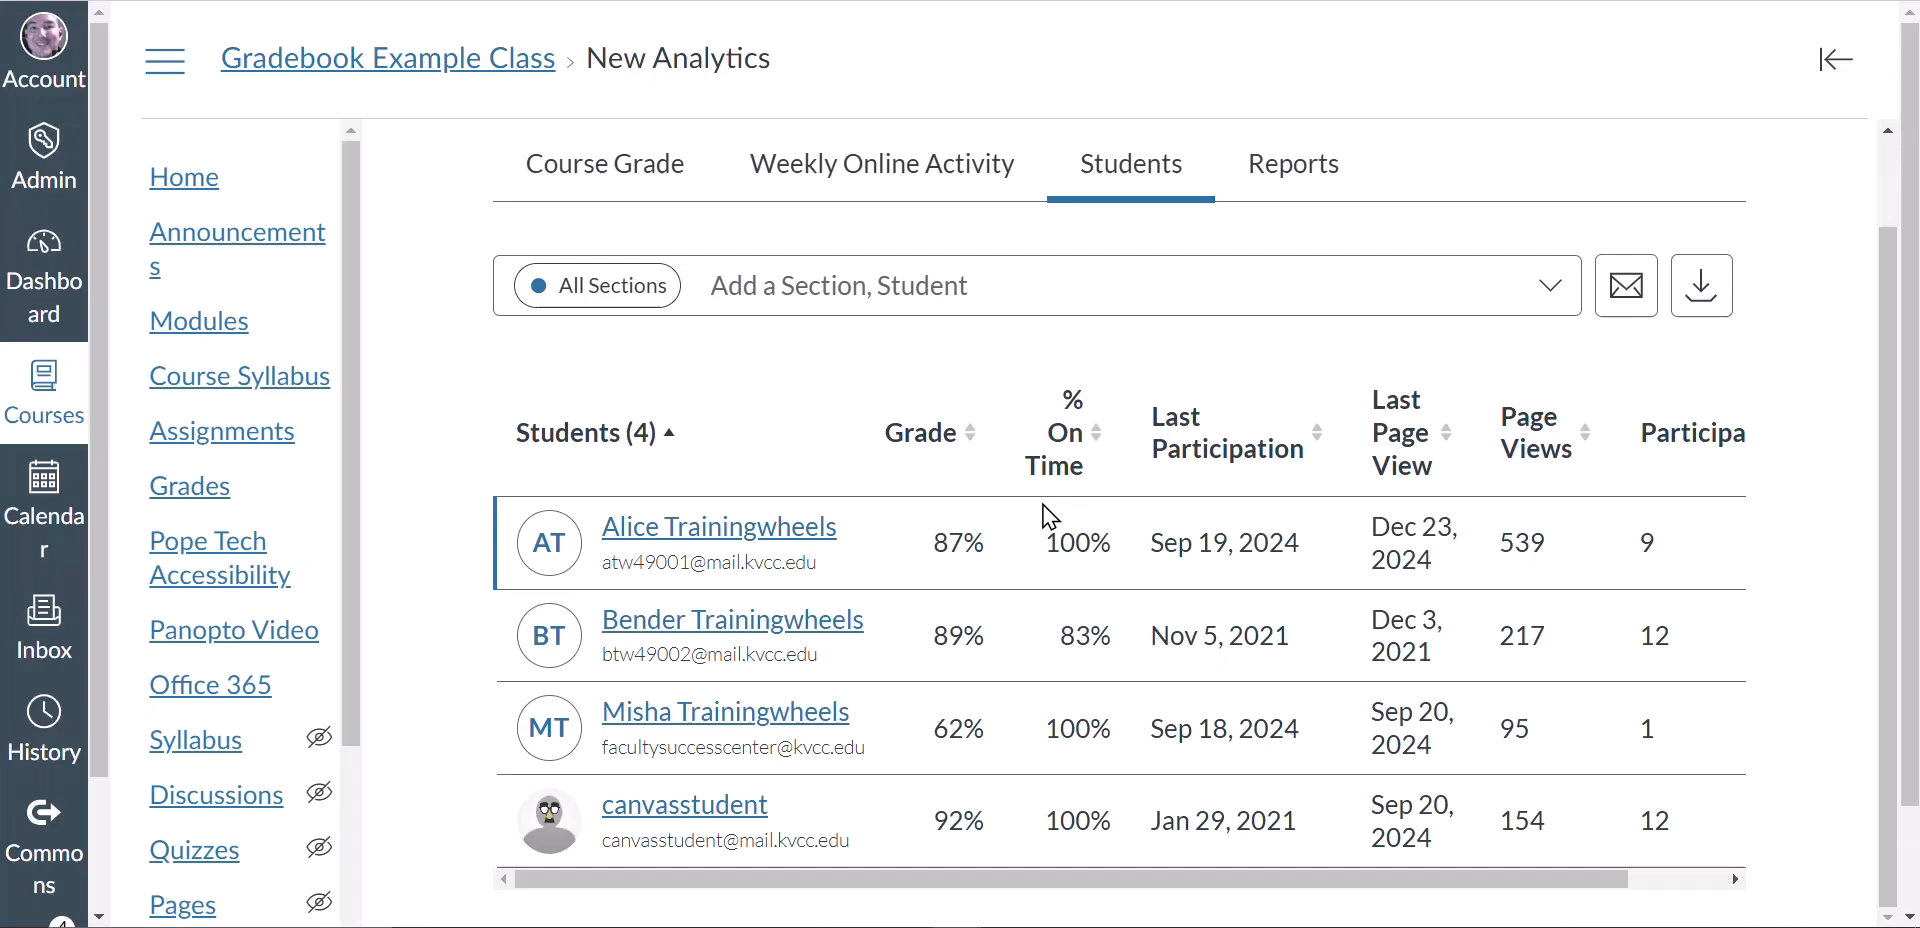 Account
Admin
Dashbo
ard
Courses
Calenda
r
Inbox
History
Commo
ns
Gradebook Example Class › New Analytics
Home
Announcement
s
Modules
Course Syllabus
Assignments
Grades
Pope Tech
Accessibility
Panopto Video
Office 365
Syllabus
Discussions
Quizzes
Pages
Course Grade Weekly Online Activity Students Reports
All Sections Add a Section, Student
Students (4) Grade % On Time Last Participation Last Page View Page Views Participa
AT Alice Trainingwheels 87% 100% Sep 19, 2024 Dec 23, 2024 539 9
atw49001@mail.kvcc.edu
BT Bender Trainingwheels 89% 83% Nov 5, 2021 Dec 3, 2021 217 12
btw49002@mail.kvcc.edu
MT Misha Trainingwheels 62% 100% Sep 18, 2024 Sep 20, 2024 95 1
facultysuccesscenter@kvcc.edu
canvasstudent 92% 100% Jan 29, 2021 Sep 20, 2024 154 12
canvasstudent@mail.kvcc.edu